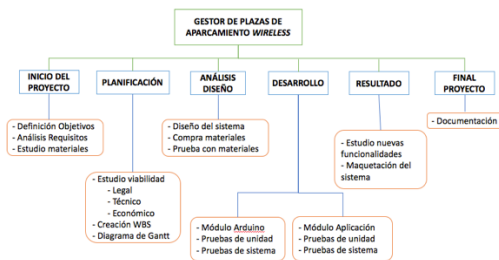 GESTOR DE PLAZAS DE
APARCAMIENTO WIRELESS
INICIO DEL
PROYECTO
PLANIFICACIÓN
ANÁLISIS
DISEÑO
DESARROLLO
RESULTADO
FINAL
PROYECTO
- Definición Objetivos
- Análisis Requisitos
- Estudio materiales
- Estudio viabilidad
- Legal
- Técnico
- Económico
- Creación WBS
- Diagrama de Gantt
- Diseño del sistema
- Compra materiales
- Prueba con materiales
- Módulo Arduino
- Pruebas de unidad
- Pruebas de sistema
- Módulo Aplicación
- Pruebas de unidad
- Pruebas de sistema
- Estudio nuevas
funcionalidades
- Maquetación del
sistema
- Documentación